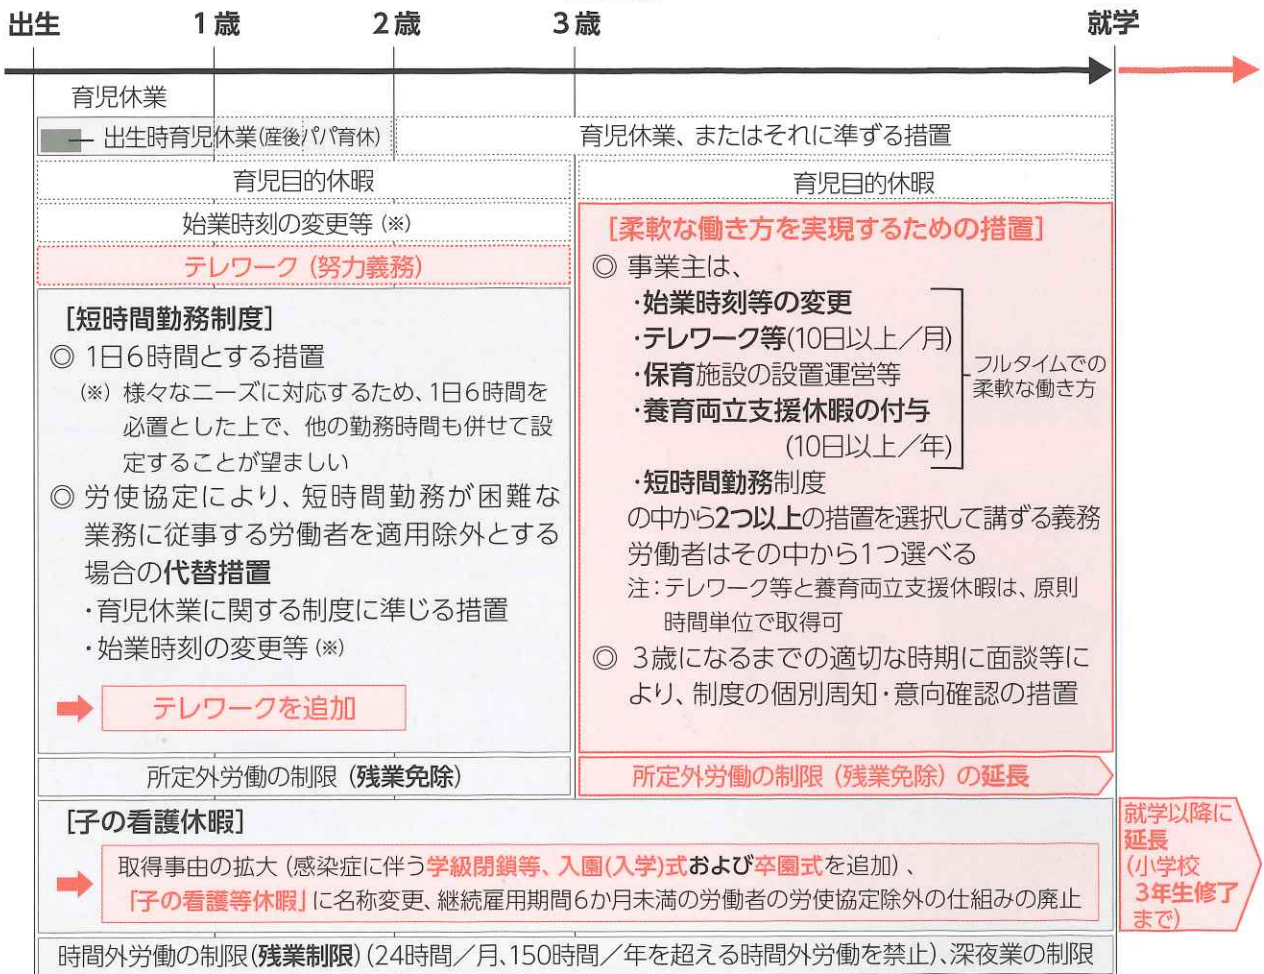 出生
1歳
2歳
3歳
就学
育児休業
出生時育児休業(産後パパ育休)
育児休業、またはそれに準ずる措置
育児目的休暇
育児目的休暇
始業時刻の変更等(※)
テレワーク(努力義務)
[短時間勤務制度]
◎ 1日6時間とする措置
(※) 様々なニーズに対応するため、1日6時間を
必置とした上で、他の勤務時間も併せて設
定することが望ましい
◎ 労使協定により、短時間勤務が困難な
業務に従事する労働者を適用除外とする
場合の代替措置
・育児休業に関する制度に準じる措置
・始業時刻の変更等(※)
テレワークを追加
[柔軟な働き方を実現するための措置]
◎ 事業主は、
・始業時刻等の変更
・テレワーク等(10日以上/月)
・保育施設の設置運営等
・養育両立支援休暇の付与
(10日以上/年)
フルタイムでの
柔軟な働き方
・短時間勤務制度
の中から2つ以上の措置を選択して講ずる義務
労働者はその中から1つ選べる
注:テレワーク等と養育両立支援休暇は、原則
時間単位で取得可
◎ 3歳になるまでの適切な時期に面談等に
より、制度の個別周知・意向確認の措置
所定外労働の制限(残業免除)
所定外労働の制限(残業免除)の延長
[子の看護休暇]
取得事由の拡大(感染症に伴う学級閉鎖等、入園(入学)式および卒園式を追加)、
「子の看護等休暇」に名称変更、継続雇用期間6か月未満の労働者の労使協定除外の仕組みの廃止
就学以降に
延長
(小学校
3年生修了
まで)
時間外労働の制限(残業制限)(24時間/月、150時間/年を超える時間外労働を禁止)、深夜業の制限